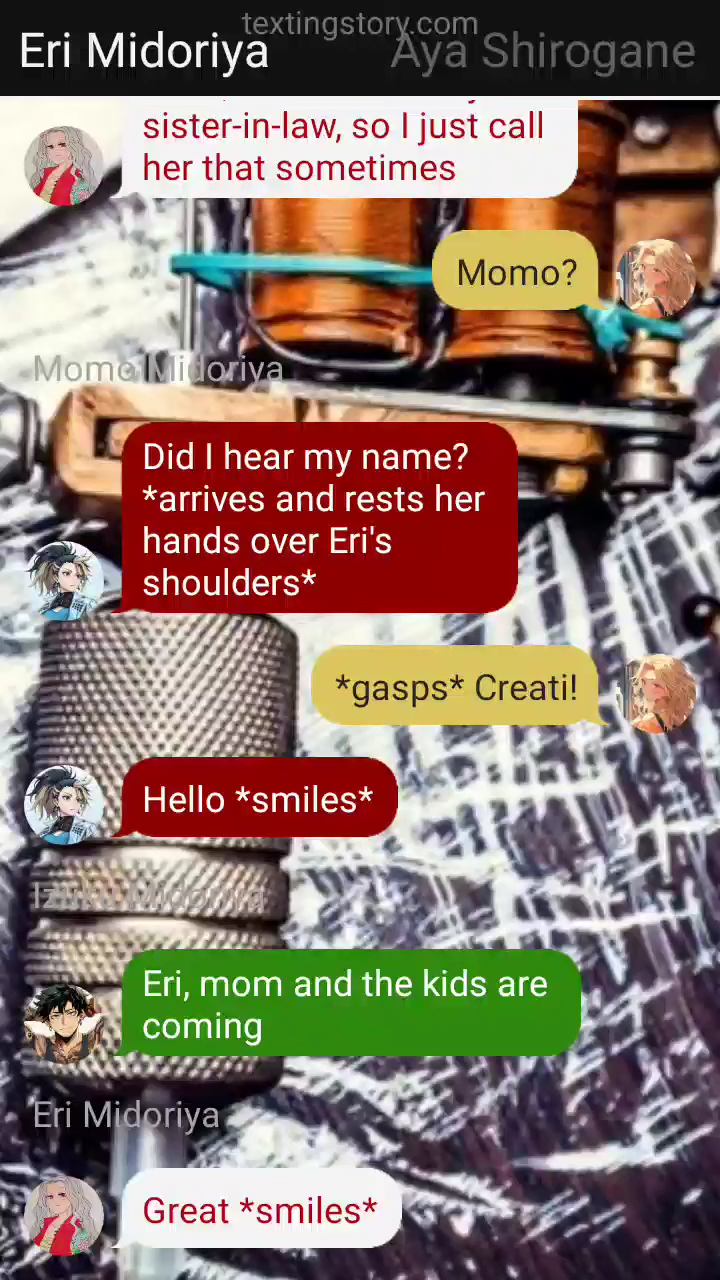 textingstory.com
Eri Midoriya
Aya Shirogane
sister-in-law, so I just call
her that sometimes
Momo?
Momo Midoriya
Did I hear my name?
*arrives and rests her
hands over Eri's
shoulders*
*gasps* Creati!
Hello *smiles*
Izuku Midoriya
Eri, mom and the kids are
coming
Eri Midoriya
Great *smiles*